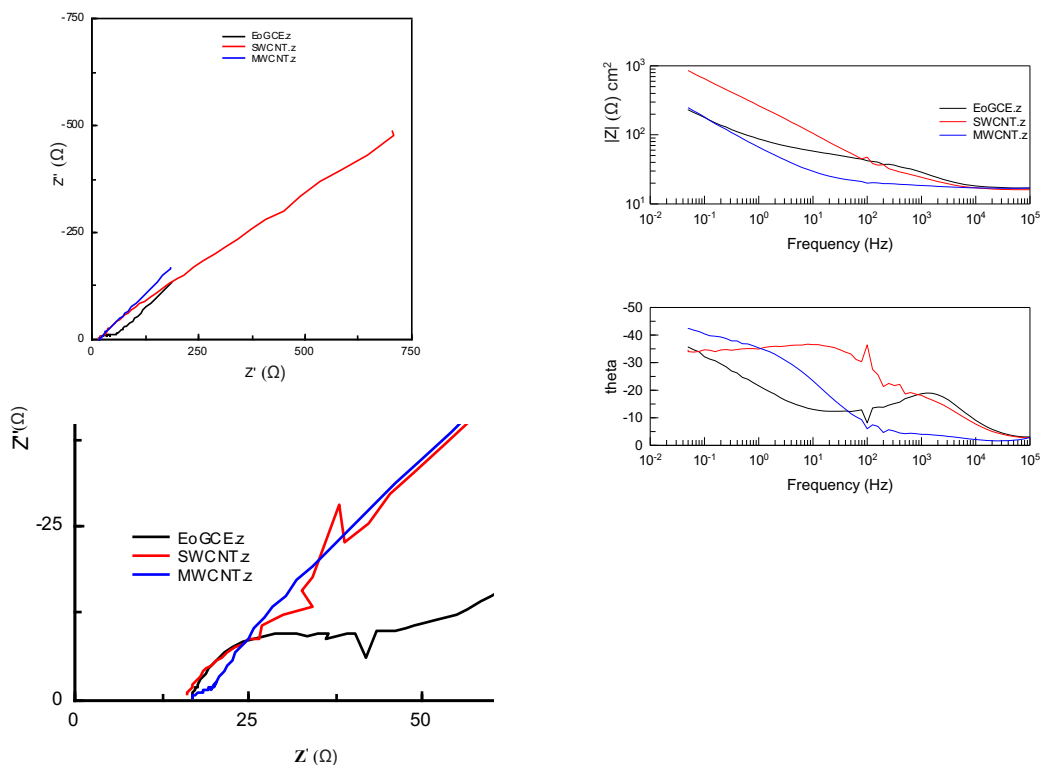 -750
EoGCE.z
SWCNT.z
MWCNT.z
-500
Z'' (Ω)
-250
0
0 250 500 750
Z' (Ω)
10³
EoGCE.z
SWCNT.z
MWCNT.z
|Z| (Ω) cm²
10²
10¹
10⁻² 10⁻¹ 10⁰ 10¹ 10² 10³ 10⁴ 10⁵
Frequency (Hz)
-50
-40
-30
theta
-20
-10
0
10⁻² 10⁻¹ 10⁰ 10¹ 10² 10³ 10⁴ 10⁵
Frequency (Hz)
Z''(Ω)
-25
EoGCE.z
SWCNT.z
MWCNT.z
0
0 25 50
Z' (Ω)